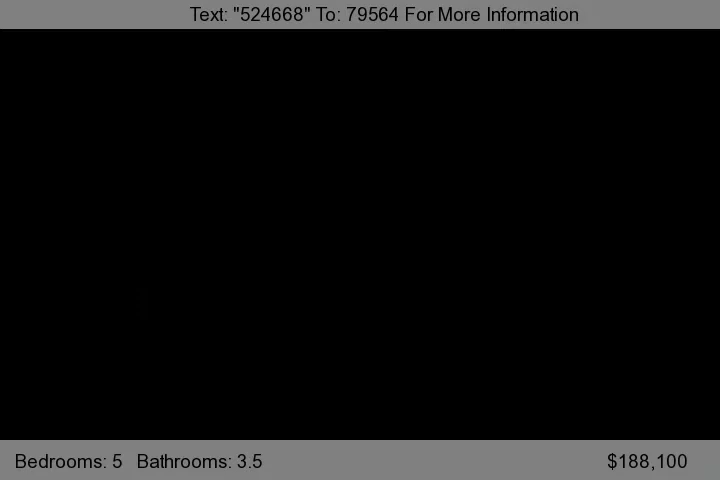 Text: "524668" To: 79564 For More Information
Bedrooms: 5 Bathrooms: 3.5 $188,100